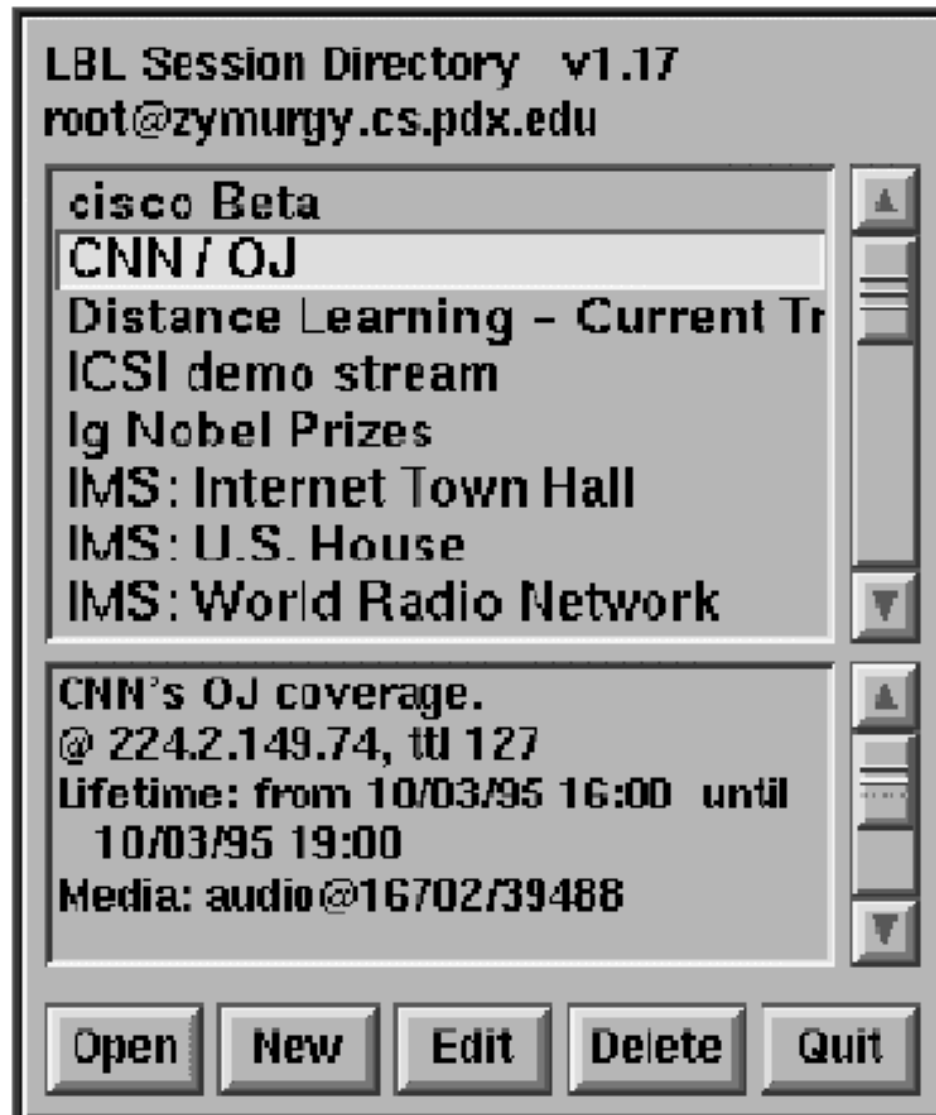 LBL Session Directory v1.17
root@zymurgy.cs.pdx.edu
cisco Beta
CNN / OJ
Distance Learning – Current Tr
ICSI demo stream
Ig Nobel Prizes
IMS: Internet Town Hall
IMS: U.S. House
IMS: World Radio Network
CNN's OJ coverage.
@ 224.2.149.74, ttl 127
Lifetime: from 10/03/95 16:00 until
10/03/95 19:00
Media: audio@16702/39488
Open New Edit Delete Quit